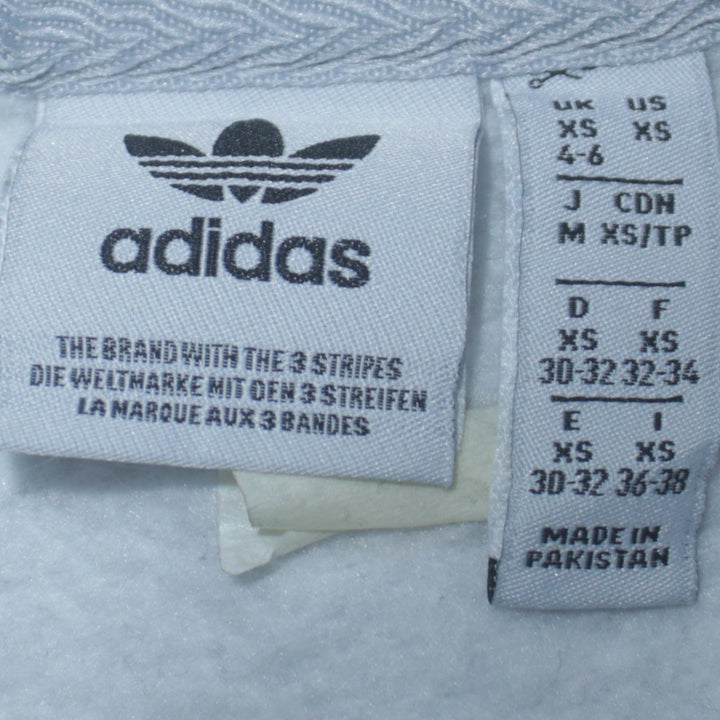 adidas
THE BRAND WITH THE 3 STRIPES
DIE WELTMARKE MIT DEN 3 STREIFEN
LA MARQUE AUX 3 BANDES
UK US
XS XS
4-6
J CDN
M XS/TP
D F
XS XS
30-32 32-34
E I
XS XS
30-32 36-38
MADE IN
PAKISTAN